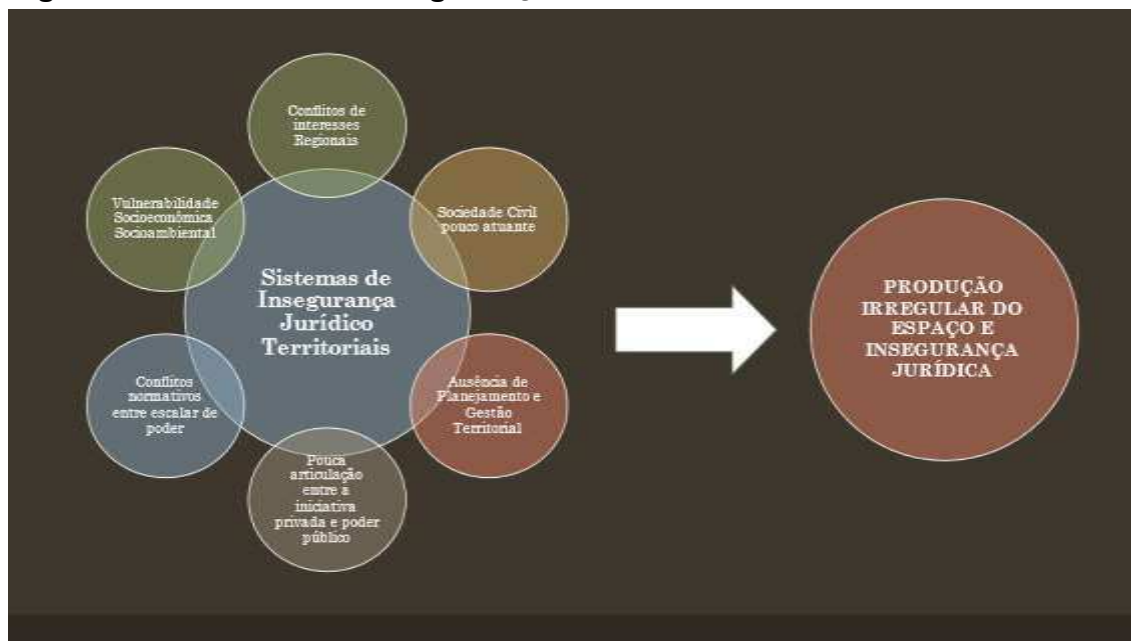 Conflitos de
interesses
Regionais
Sociedade Civil
pouco atuante
Ausência de
Planejamento e
Gestão
Territorial
Pouca
articulação
entre a
iniciativa
privada e poder
público
Conflitos
normativos
entre escalar de
poder
Vulnerabilidade
Socioeconômica
Socioambiental
Sistemas de
Insegurança
Jurídico
Territoriais
PRODUÇÃO
IRREGULAR DO
ESPAÇO E
INSEGURANÇA
JURÍDICA